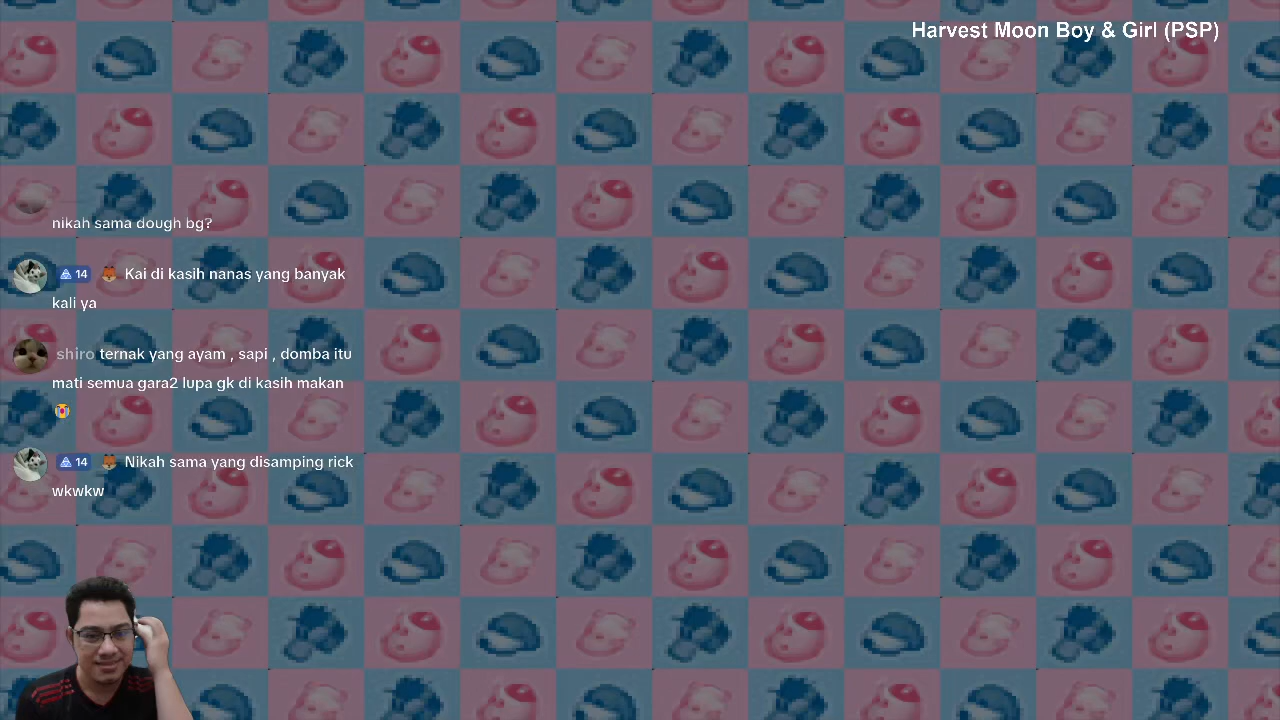 Harvest Moon Boy & Girl (PSP)
nikah sama dough bg?
14 Kai di kasih nanas yang banyak
kali ya
shiro ternak yang ayam , sapi , domba itu
mati semua gara2 lupa gk di kasih makan
14 Nikah sama yang disamping rick
wkwkw